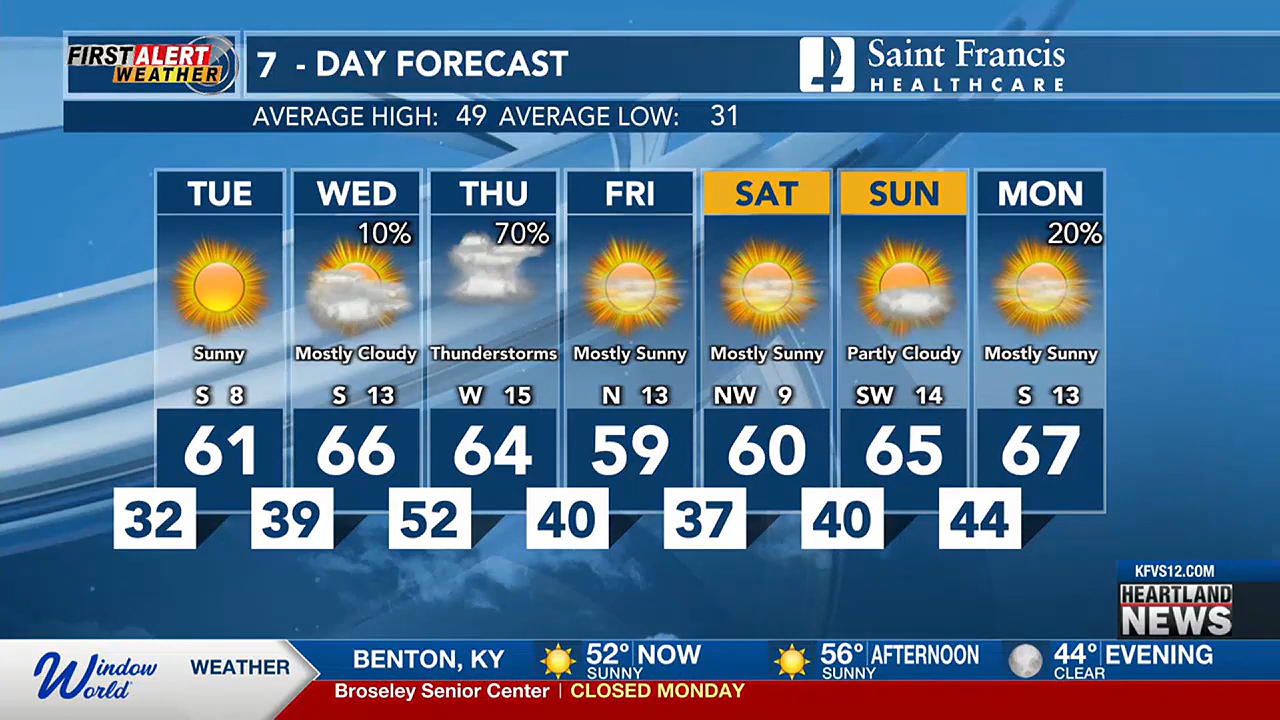 FIRST ALERT
WEATHER
7 - DAY FORECAST
Saint Francis
HEALTHCARE
AVERAGE HIGH: 49 AVERAGE LOW: 31
TUE WED THU FRI SAT SUN MON
10% 70% 20%
Sunny Mostly Cloudy Thunderstorms Mostly Sunny Mostly Sunny Partly Cloudy Mostly Sunny
S 8 S 13 W 15 N 13 NW 9 SW 14 S 13
61 66 64 59 60 65 67
32 39 52 40 37 40 44
KFVS12.COM
HEARTLAND
NEWS
Window
World
WEATHER
BENTON, KY
52° NOW
SUNNY
56° AFTERNOON
SUNNY
44° EVENING
CLEAR
Broseley Senior Center | CLOSED MONDAY